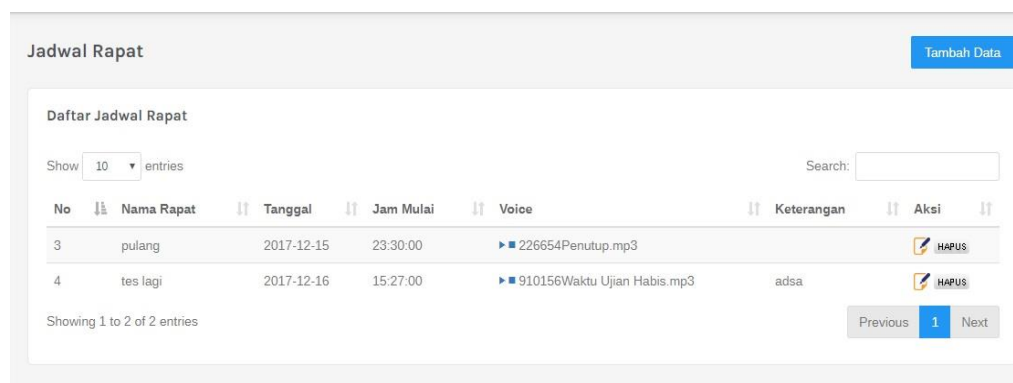 Jadwal Rapat Tambah Data
Daftar Jadwal Rapat
Show 10 entries Search:
No Nama Rapat Tanggal Jam Mulai Voice Keterangan Aksi
3 pulang 2017-12-15 23:30:00 226654Penutup.mp3 HAPUS
4 tes lagi 2017-12-16 15:27:00 910156Waktu Ujian Habis.mp3 adsa HAPUS
Showing 1 to 2 of 2 entries Previous 1 Next